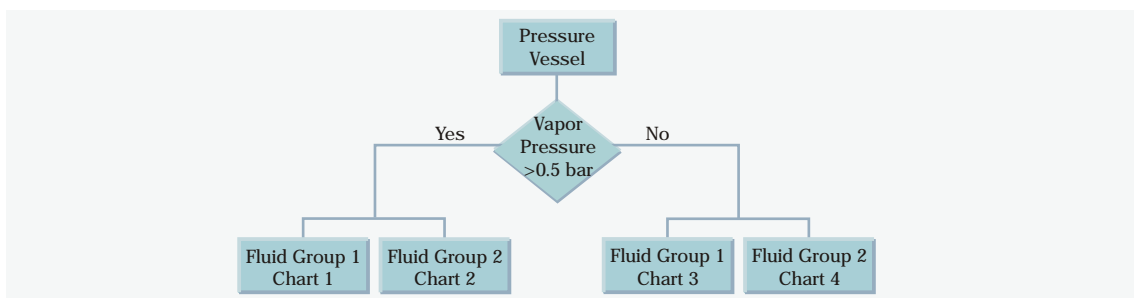 Pressure
Vessel
Yes
Vapor
Pressure
>0.5 bar
No
Fluid Group 1
Chart 1
Fluid Group 2
Chart 2
Fluid Group 1
Chart 3
Fluid Group 2
Chart 4